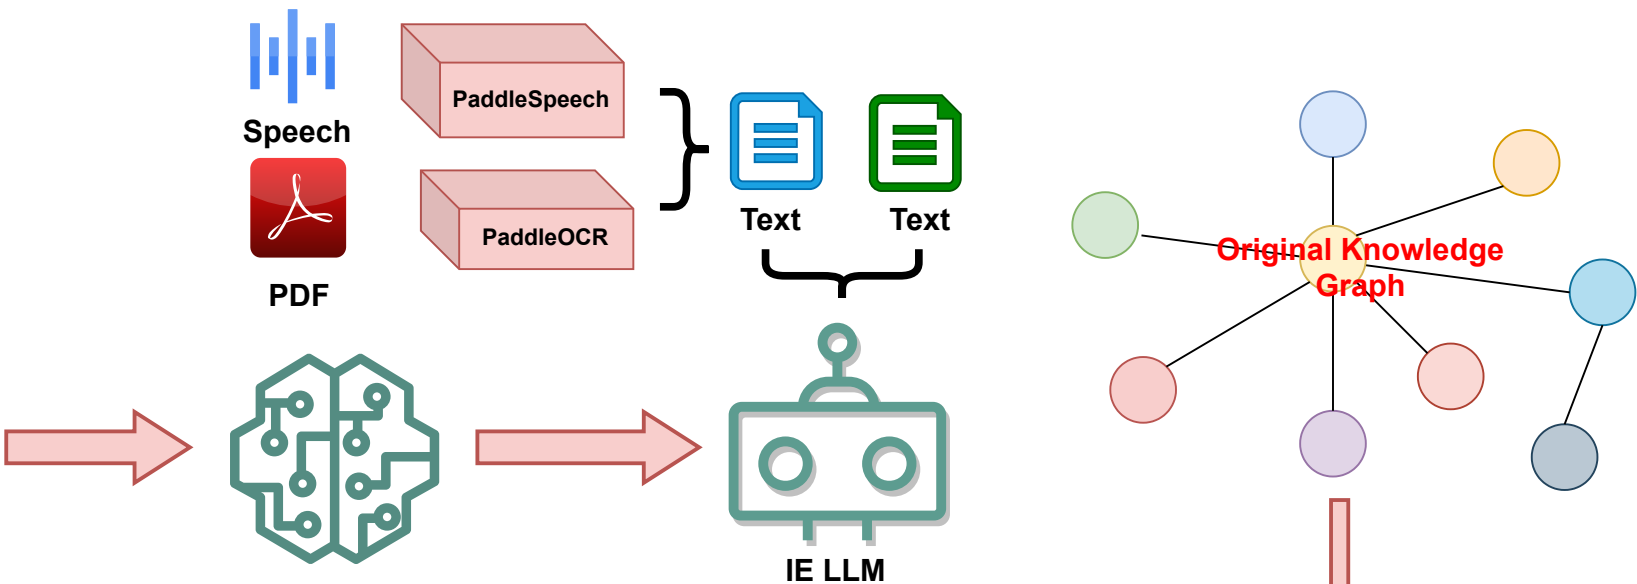 PaddleSpeech
Speech
PaddleOCR
PDF
Text
Text
Original Knowledge
Graph
IE LLM